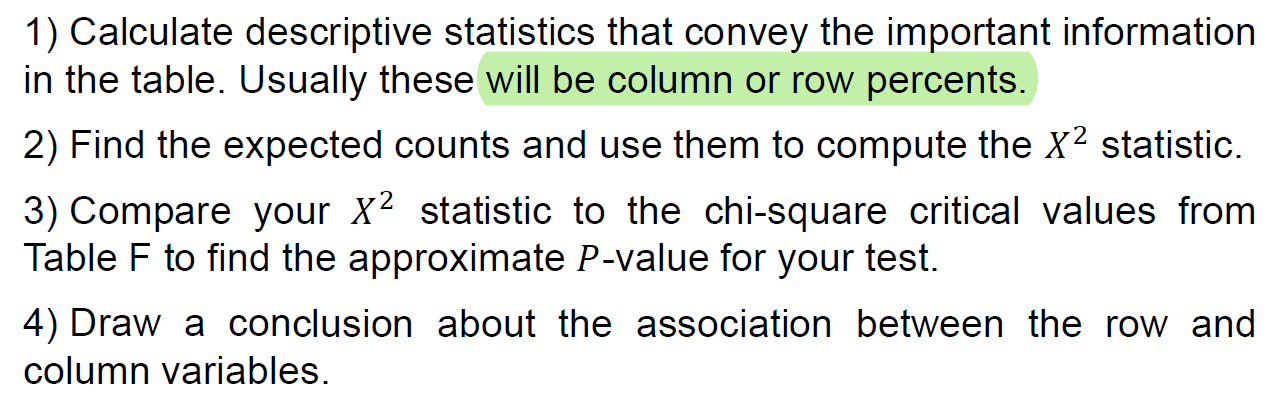 1) Calculate descriptive statistics that convey the important information
in the table. Usually these will be column or row percents.
2) Find the expected counts and use them to compute the X² statistic.
3) Compare your X² statistic to the chi-square critical values from
Table F to find the approximate P-value for your test.
4) Draw a conclusion about the association between the row and
column variables.